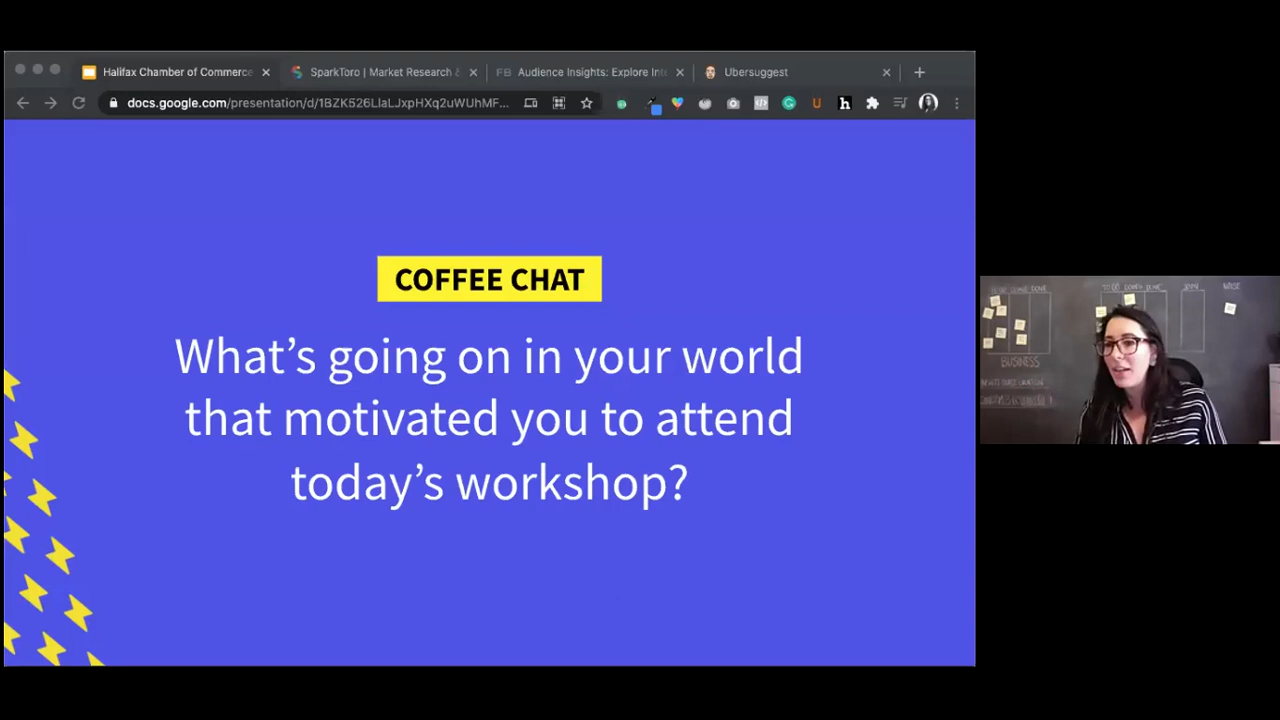 Halifax Chamber of Commerce
SparkToro | Market Research &
FB Audience Insights: Explore Inte
Ubersuggest
docs.google.com/presentation/d/1BZK526LlaLJxpHXq2uWUhMF...
COFFEE CHAT
What's going on in your world
that motivated you to attend
today's workshop?
BUSINESS